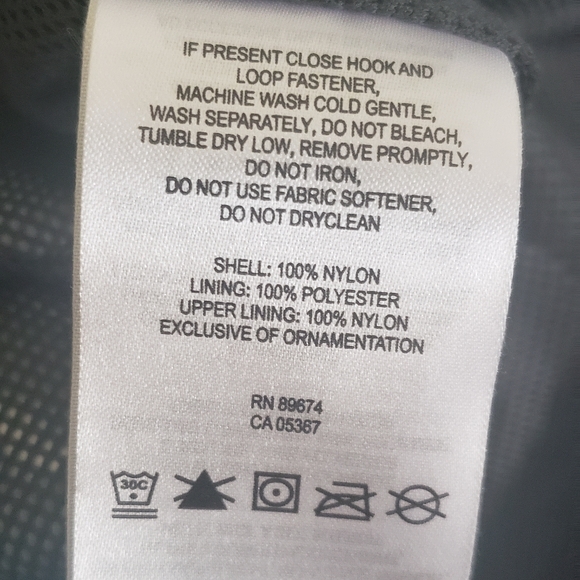 IF PRESENT CLOSE HOOK AND
LOOP FASTENER,
MACHINE WASH COLD GENTLE,
WASH SEPARATELY, DO NOT BLEACH,
TUMBLE DRY LOW, REMOVE PROMPTLY,
DO NOT IRON,
DO NOT USE FABRIC SOFTENER,
DO NOT DRYCLEAN
SHELL: 100% NYLON
LINING: 100% POLYESTER
UPPER LINING: 100% NYLON
EXCLUSIVE OF ORNAMENTATION
RN 89674
CA 05367
30C